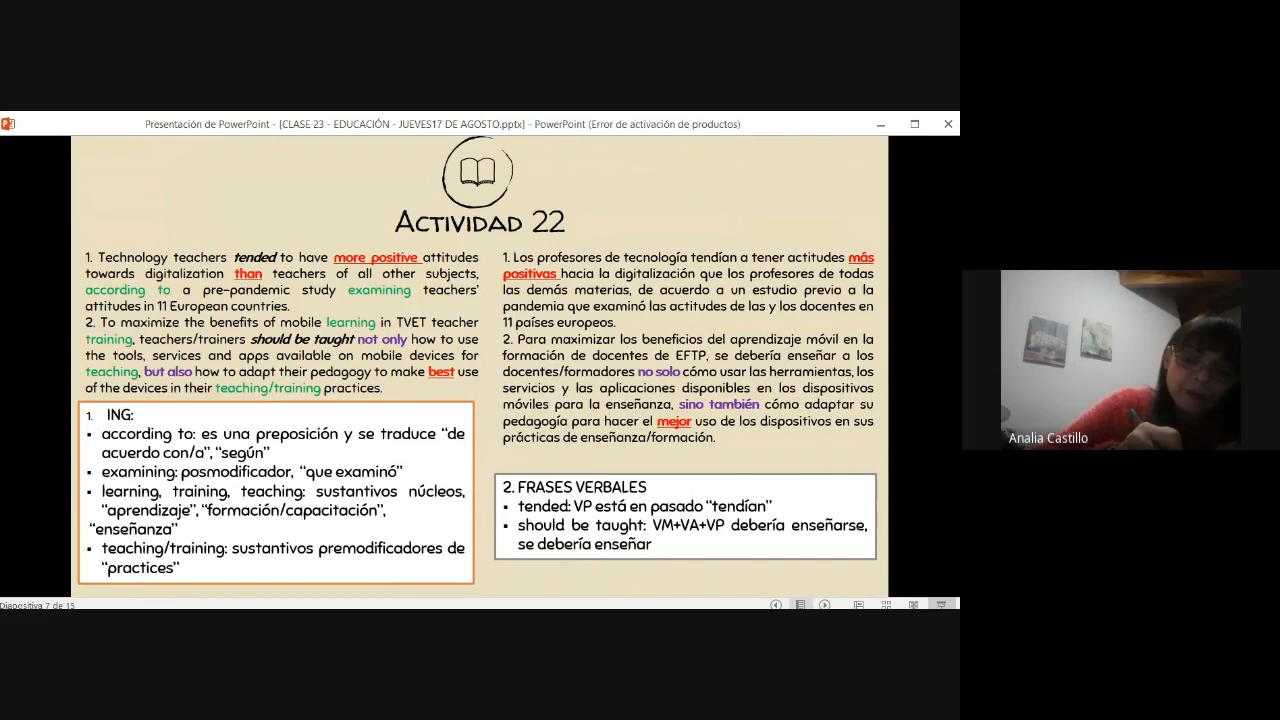 Presentación de PowerPoint - [CLASE 23 - EDUCACIÓN - JUEVES17 DE AGOSTO.pptx] - PowerPoint (Error de activación de productos)
ACTIVIDAD 22
1. Technology teachers tended to have more positive attitudes
towards digitalization than teachers of all other subjects,
according to a pre-pandemic study examining teachers'
attitudes in 11 European countries.
2. To maximize the benefits of mobile learning in TVET teacher
training, teachers/trainers should be taught not only how to use
the tools, services and apps available on mobile devices for
teaching, but also how to adapt their pedagogy to make best use
of the devices in their teaching/training practices.
1. ING:
▪ according to: es una preposición y se traduce “de
acuerdo con/a”, “según”
▪ examining: posmodificador, “que examinó”
▪ learning, training, teaching: sustantivos núcleos,
“aprendizaje”, “formación/capacitación”,
“enseñanza”
▪ teaching/training: sustantivos premodificadores de
“practices”
1. Los profesores de tecnología tendían a tener actitudes más
positivas hacia la digitalización que los profesores de todas
las demás materias, de acuerdo a un estudio previo a la
pandemia que examinó las actitudes de las y los docentes en
11 países europeos.
2. Para maximizar los beneficios del aprendizaje móvil en la
formación de docentes de EFTP, se debería enseñar a los
docentes/formadores no solo cómo usar las herramientas, los
servicios y las aplicaciones disponibles en los dispositivos
móviles para la enseñanza, sino también cómo adaptar su
pedagogía para hacer el mejor uso de los dispositivos en sus
prácticas de enseñanza/formación.
2. FRASES VERBALES
▪ tended: VP está en pasado “tendían”
▪ should be taught: VM+VA+VP debería enseñarse,
se debería enseñar
Diapositiva 7 de 15
Analia Castillo